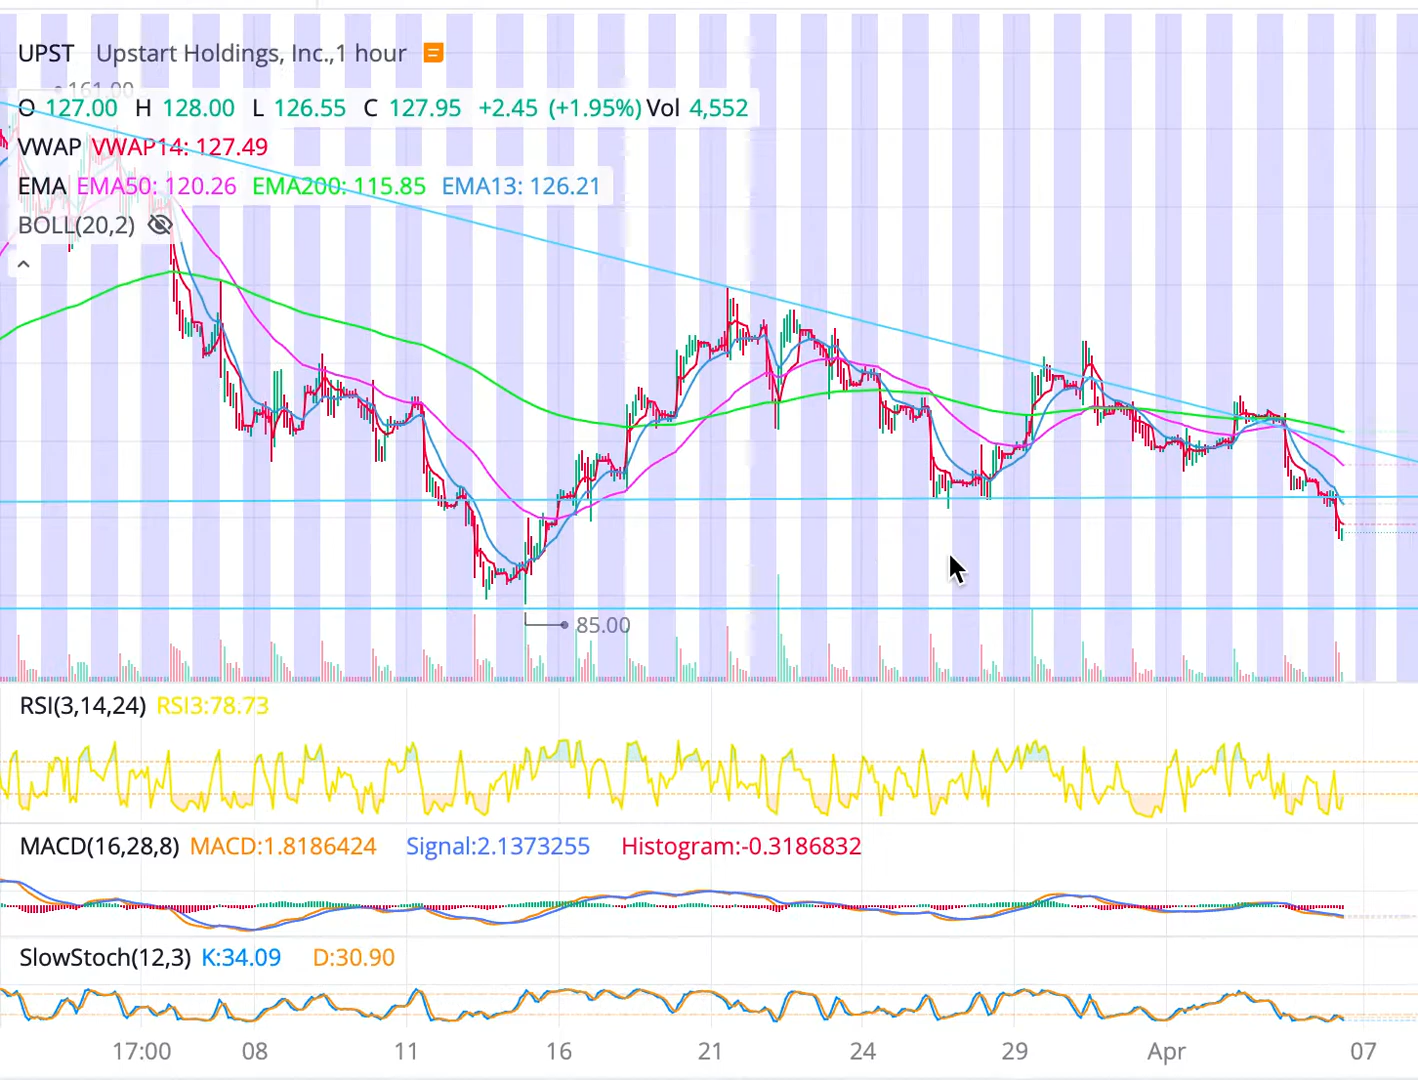 UPST Upstart Holdings, Inc.,1 hour
161.00
O 127.00 H 128.00 L 126.55 C 127.95 +2.45 (+1.95%) Vol 4,552
VWAP VWAP14: 127.49
EMA EMA50: 120.26 EMA200: 115.85 EMA13: 126.21
BOLL(20,2)
85.00
RSI(3,14,24) RSI3:78.73
MACD(16,28,8) MACD:1.8186424 Signal:2.1373255 Histogram:-0.3186832
SlowStoch(12,3) K:34.09 D:30.90
17:00 08 11 16 21 24 29 Apr 07